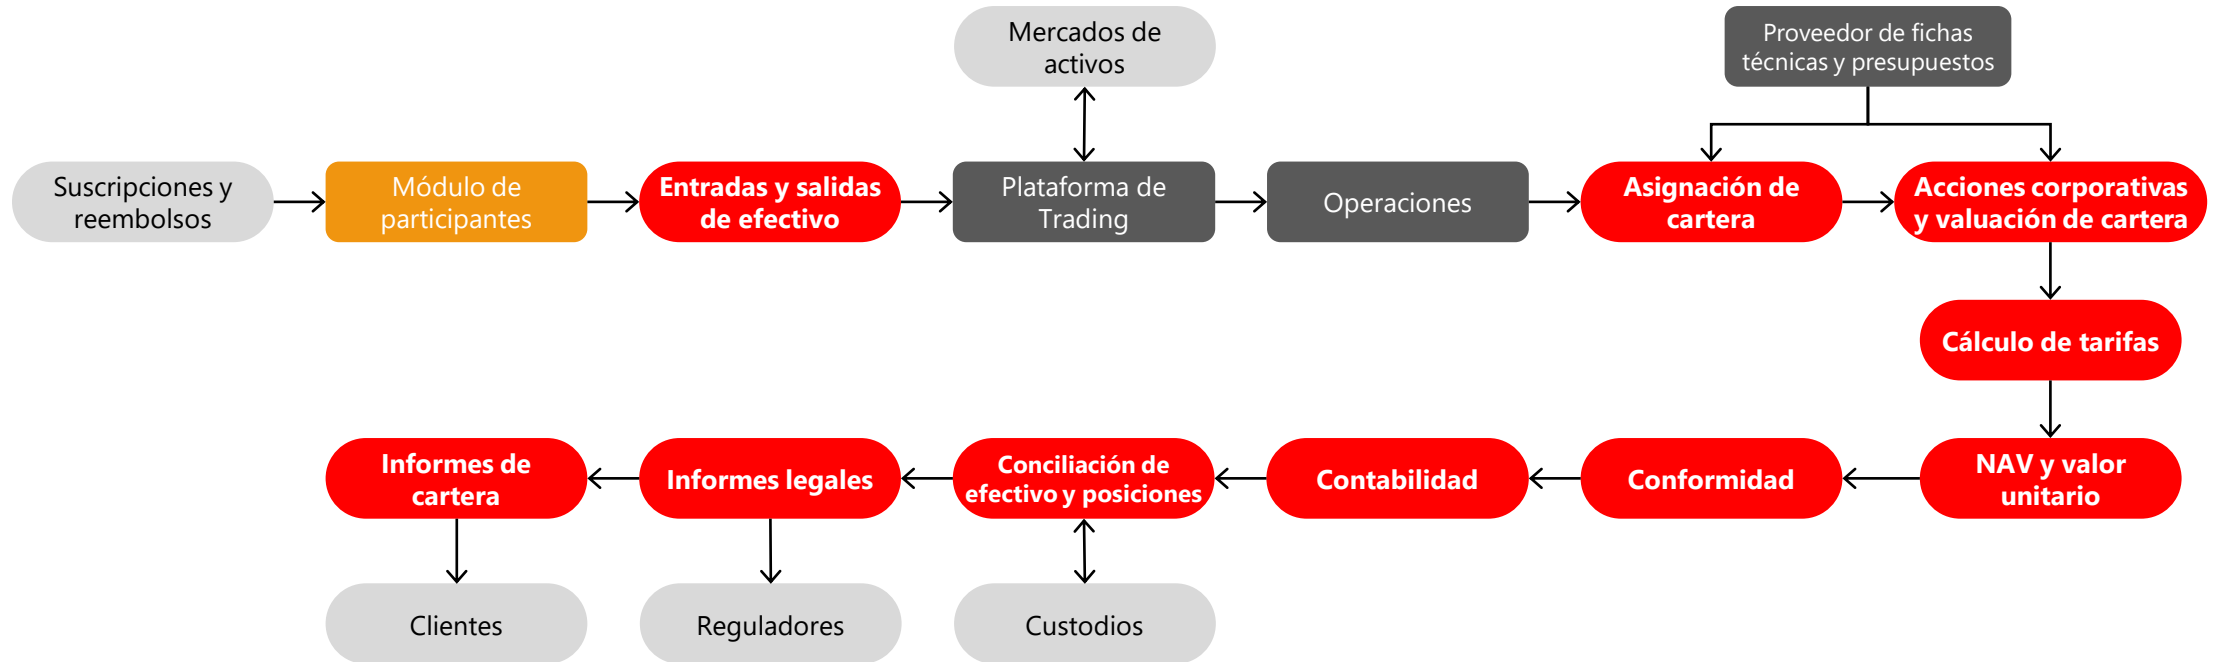 Mercados de
activos
Proveedor de fichas
técnicas y presupuestos
Suscripciones y
reembolsos
Módulo de
participantes
Entradas y salidas
de efectivo
Plataforma de
Trading
Operaciones
Asignación de
cartera
Acciones corporativas
y valuación de cartera
Cálculo de tarifas
Informes de
cartera
Informes legales
Conciliación de
efectivo y posiciones
Contabilidad
Conformidad
NAV y valor
unitario
Clientes
Reguladores
Custodios